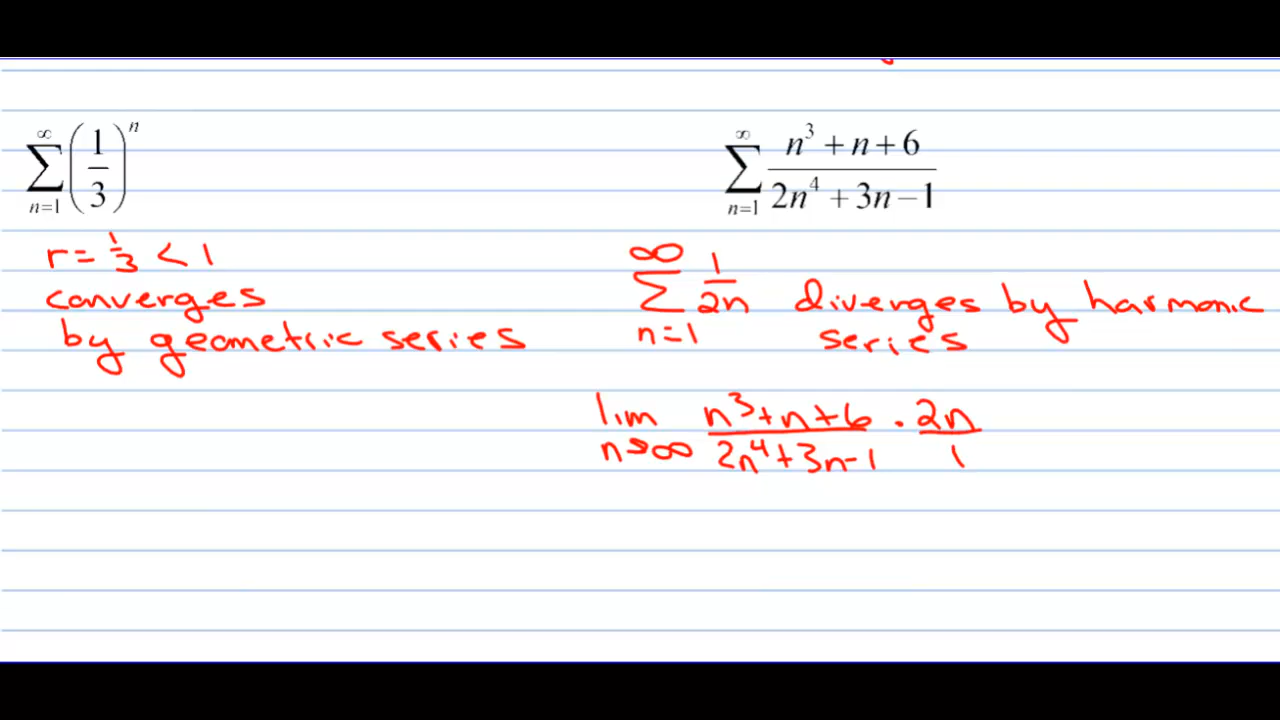 ∑_{n=1}^{∞} (1/3)^n
r = 1/3 < 1
converges
by geometric series
∑_{n=1}^{∞} (n^3 + n + 6)/(2n^4 + 3n − 1)
∑_{n=1}^{∞} 1/(2n) diverges by harmonic
series
lim_{n→∞} (n^3+n+6)/(2n^4+3n-1) · 2n/1